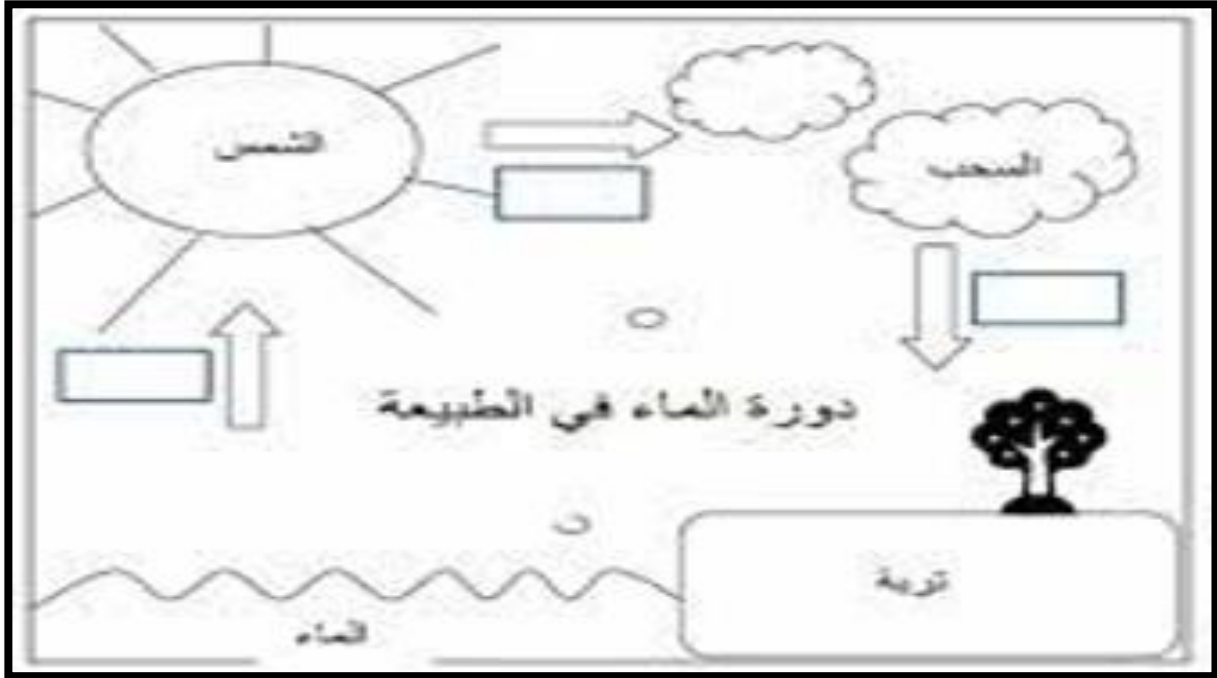 الشمس
السحب
دورة الماء في الطبيعة
تربة
الماء